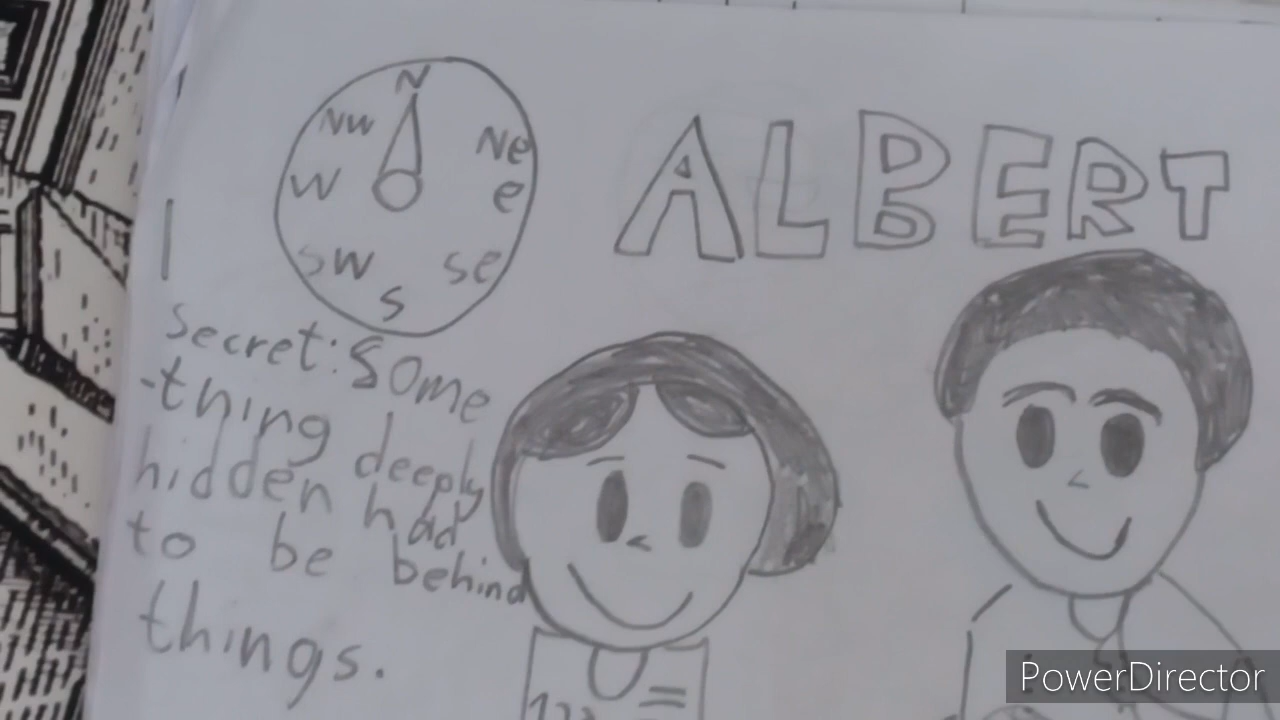 N
NW
Ne
W
e
SW
se
S
ALBERT
Secret: Some
-thing deeply
hidden had
to be behind
things.
PowerDirector